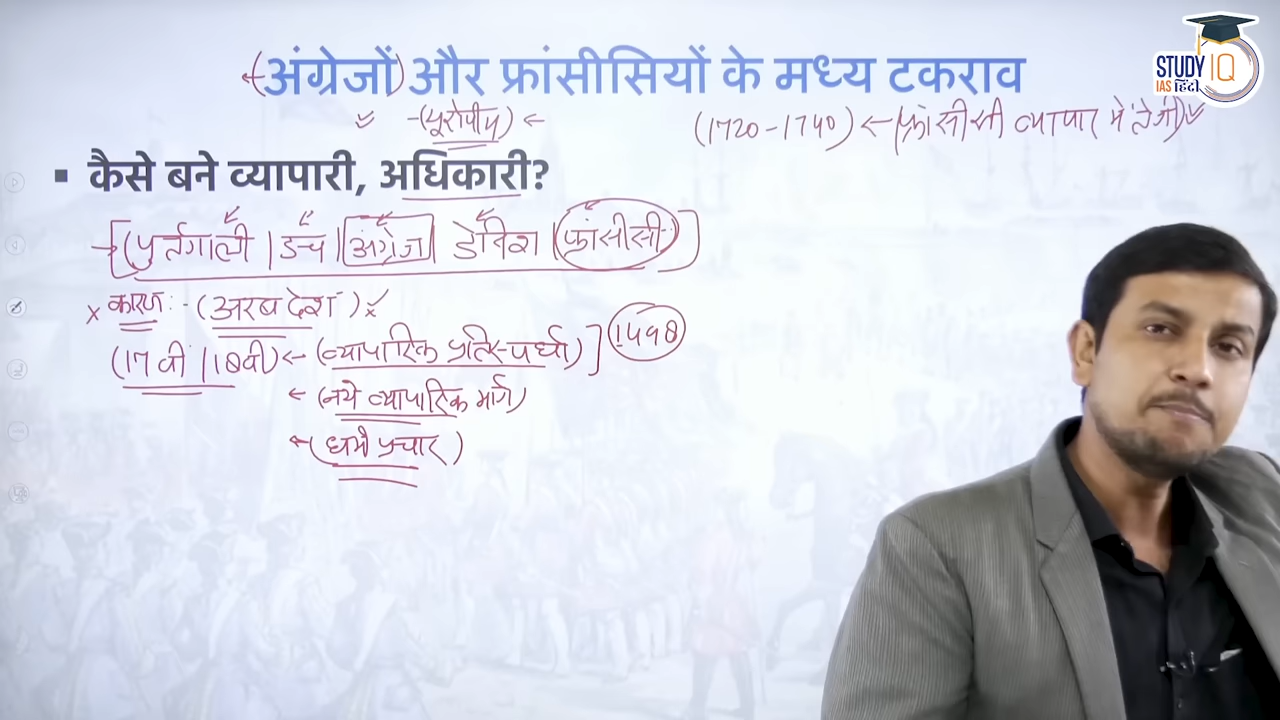 STUDY IQ
IAS हिंदी
(अंग्रेजों) और फ्रांसीसियों के मध्य टकराव
(यूरोपीय) ←
(1720-1740) ← (फ्रांसीसी व्यापार में तेजी)
▪ कैसे बने व्यापारी, अधिकारी?
→ [(पुर्तगाली | डच | अंग्रेज | डेनिश (फ्रांसीसी)]
× कारण :- (अरब देश) ×
(17वी | 18वी) ← (व्यापारिक प्रतिस्पर्धा)] 1498
← (नये व्यापारिक मार्ग)
← (धर्म प्रचार)